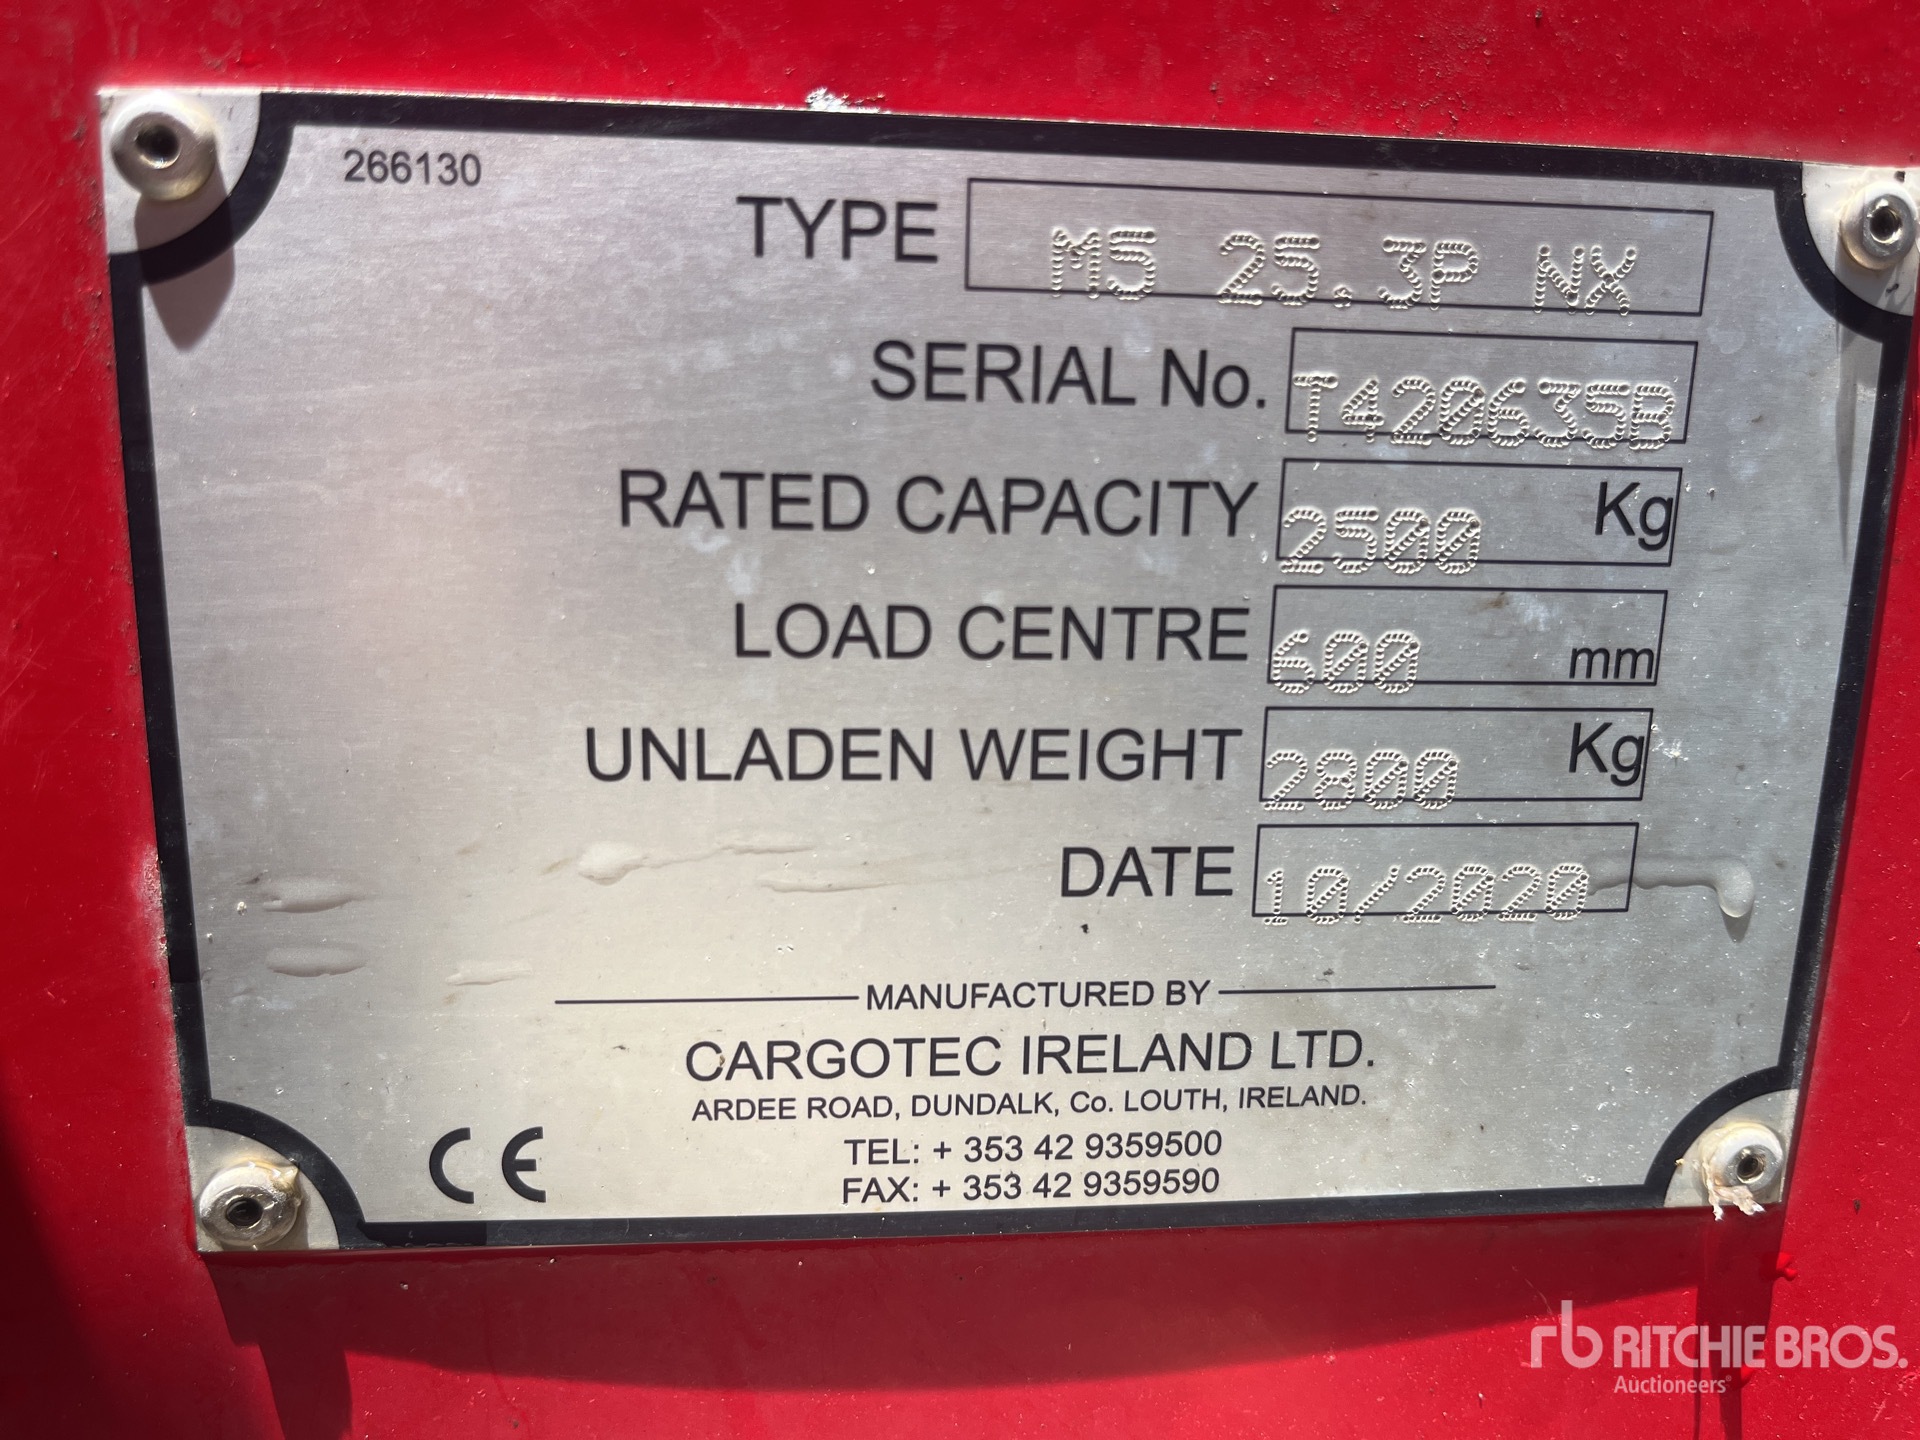 266130
TYPE M5 25.3P NX
SERIAL No. T420635B
RATED CAPACITY 2500 Kg
LOAD CENTRE 600 mm
UNLADEN WEIGHT 2800 Kg
DATE 10/2020
MANUFACTURED BY
CARGOTEC IRELAND LTD.
ARDEE ROAD, DUNDALK, Co. LOUTH, IRELAND.
TEL: + 353 42 9359500
FAX: + 353 42 9359590
CE
rb RITCHIE BROS.
Auctioneers